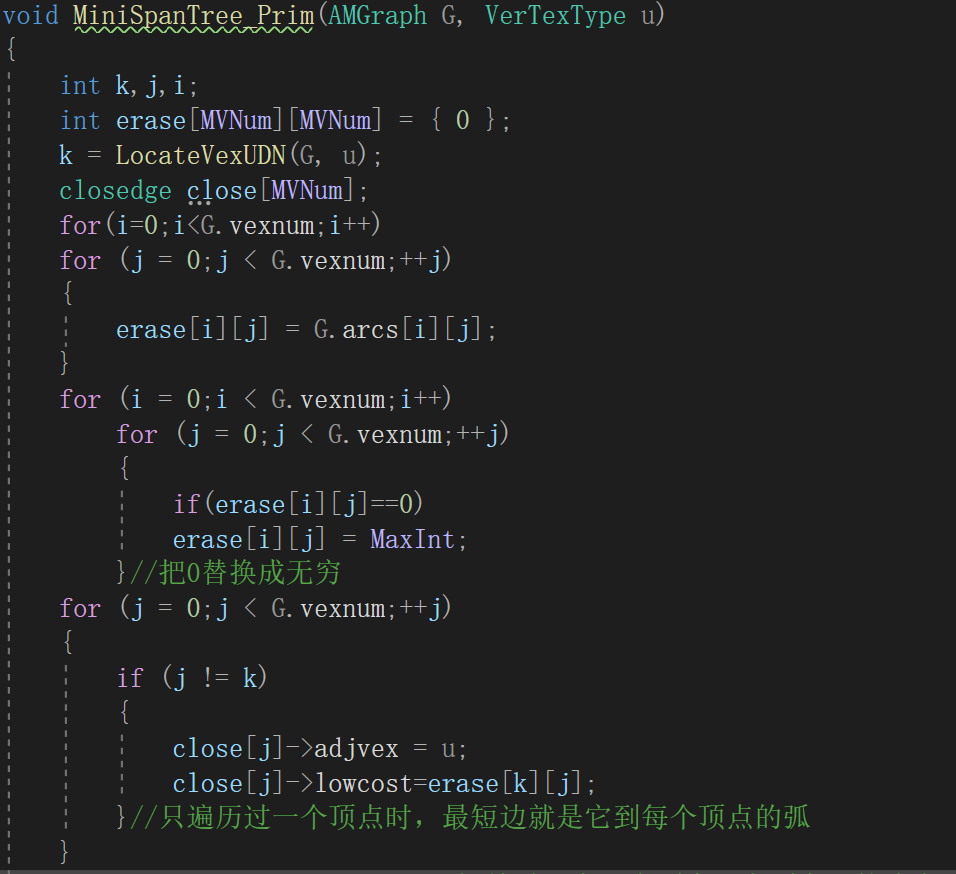 void MiniSpanTree_Prim(AMGraph G, VerTexType u)
{
int k,j,i;
int erase[MVNum][MVNum] = { 0 };
k = LocateVexUDN(G, u);
closedge close[MVNum];
for(i=0;i<G.vexnum;i++)
for (j = 0;j < G.vexnum;++j)
{
erase[i][j] = G.arcs[i][j];
}
for (i = 0;i < G.vexnum;i++)
for (j = 0;j < G.vexnum;++j)
{
if(erase[i][j]==0)
erase[i][j] = MaxInt;
}//把0替换成无穷
for (j = 0;j < G.vexnum;++j)
{
if (j != k)
{
close[j]->adjvex = u;
close[j]->lowcost=erase[k][j];
}//只遍历过一个顶点时，最短边就是它到每个顶点的弧
}